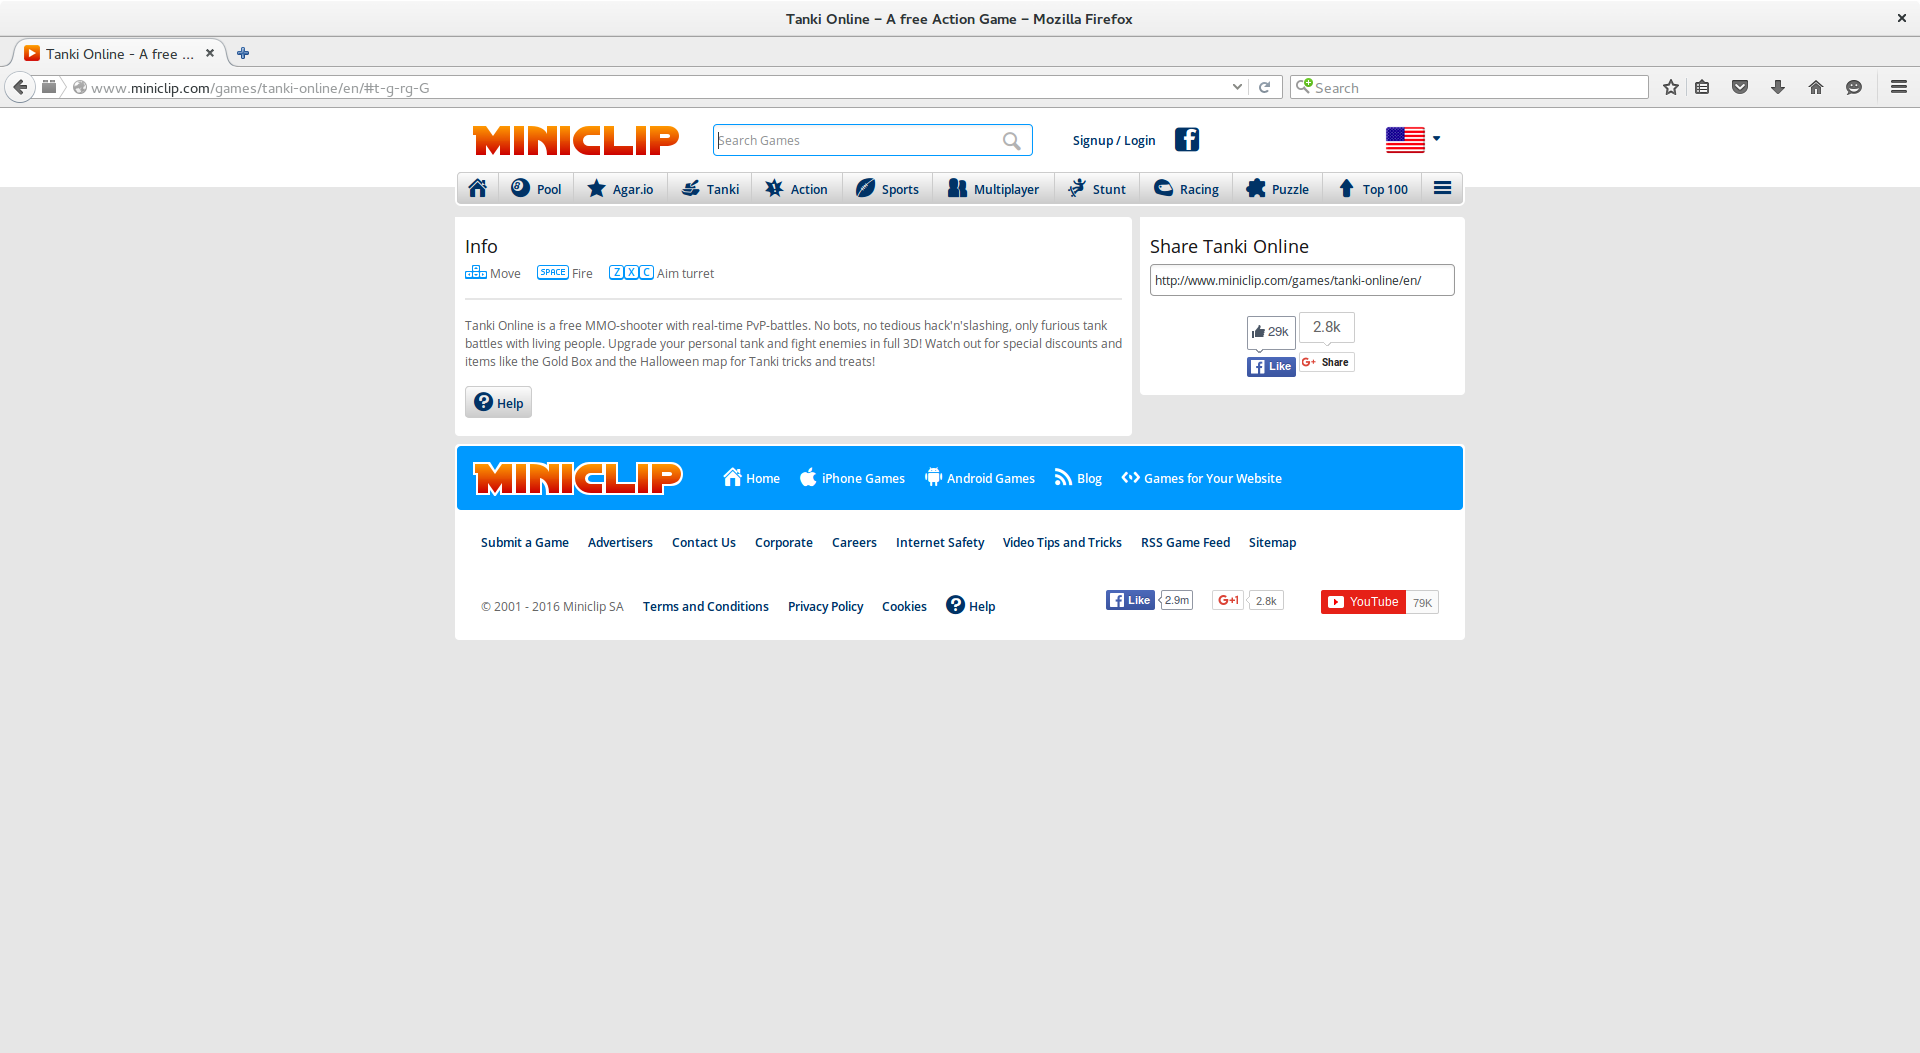 Tanki Online – A free Action Game – Mozilla Firefox
Tanki Online - A free ...
www.miniclip.com/games/tanki-online/en/#t-g-rg-G
Search
MINICLIP
Search Games
Signup / Login
Pool
Agar.io
Tanki
Action
Sports
Multiplayer
Stunt
Racing
Puzzle
Top 100
Info
Move
SPACE Fire
Z X C Aim turret
Tanki Online is a free MMO-shooter with real-time PvP-battles. No bots, no tedious hack'n'slashing, only furious tank
battles with living people. Upgrade your personal tank and fight enemies in full 3D! Watch out for special discounts and
items like the Gold Box and the Halloween map for Tanki tricks and treats!
Help
Share Tanki Online
http://www.miniclip.com/games/tanki-online/en/
29k
2.8k
Like
G+ Share
MINICLIP
Home
iPhone Games
Android Games
Blog
Games for Your Website
Submit a Game
Advertisers
Contact Us
Corporate
Careers
Internet Safety
Video Tips and Tricks
RSS Game Feed
Sitemap
© 2001 - 2016 Miniclip SA
Terms and Conditions
Privacy Policy
Cookies
Help
Like
2.9m
G+1
2.8k
YouTube
79K